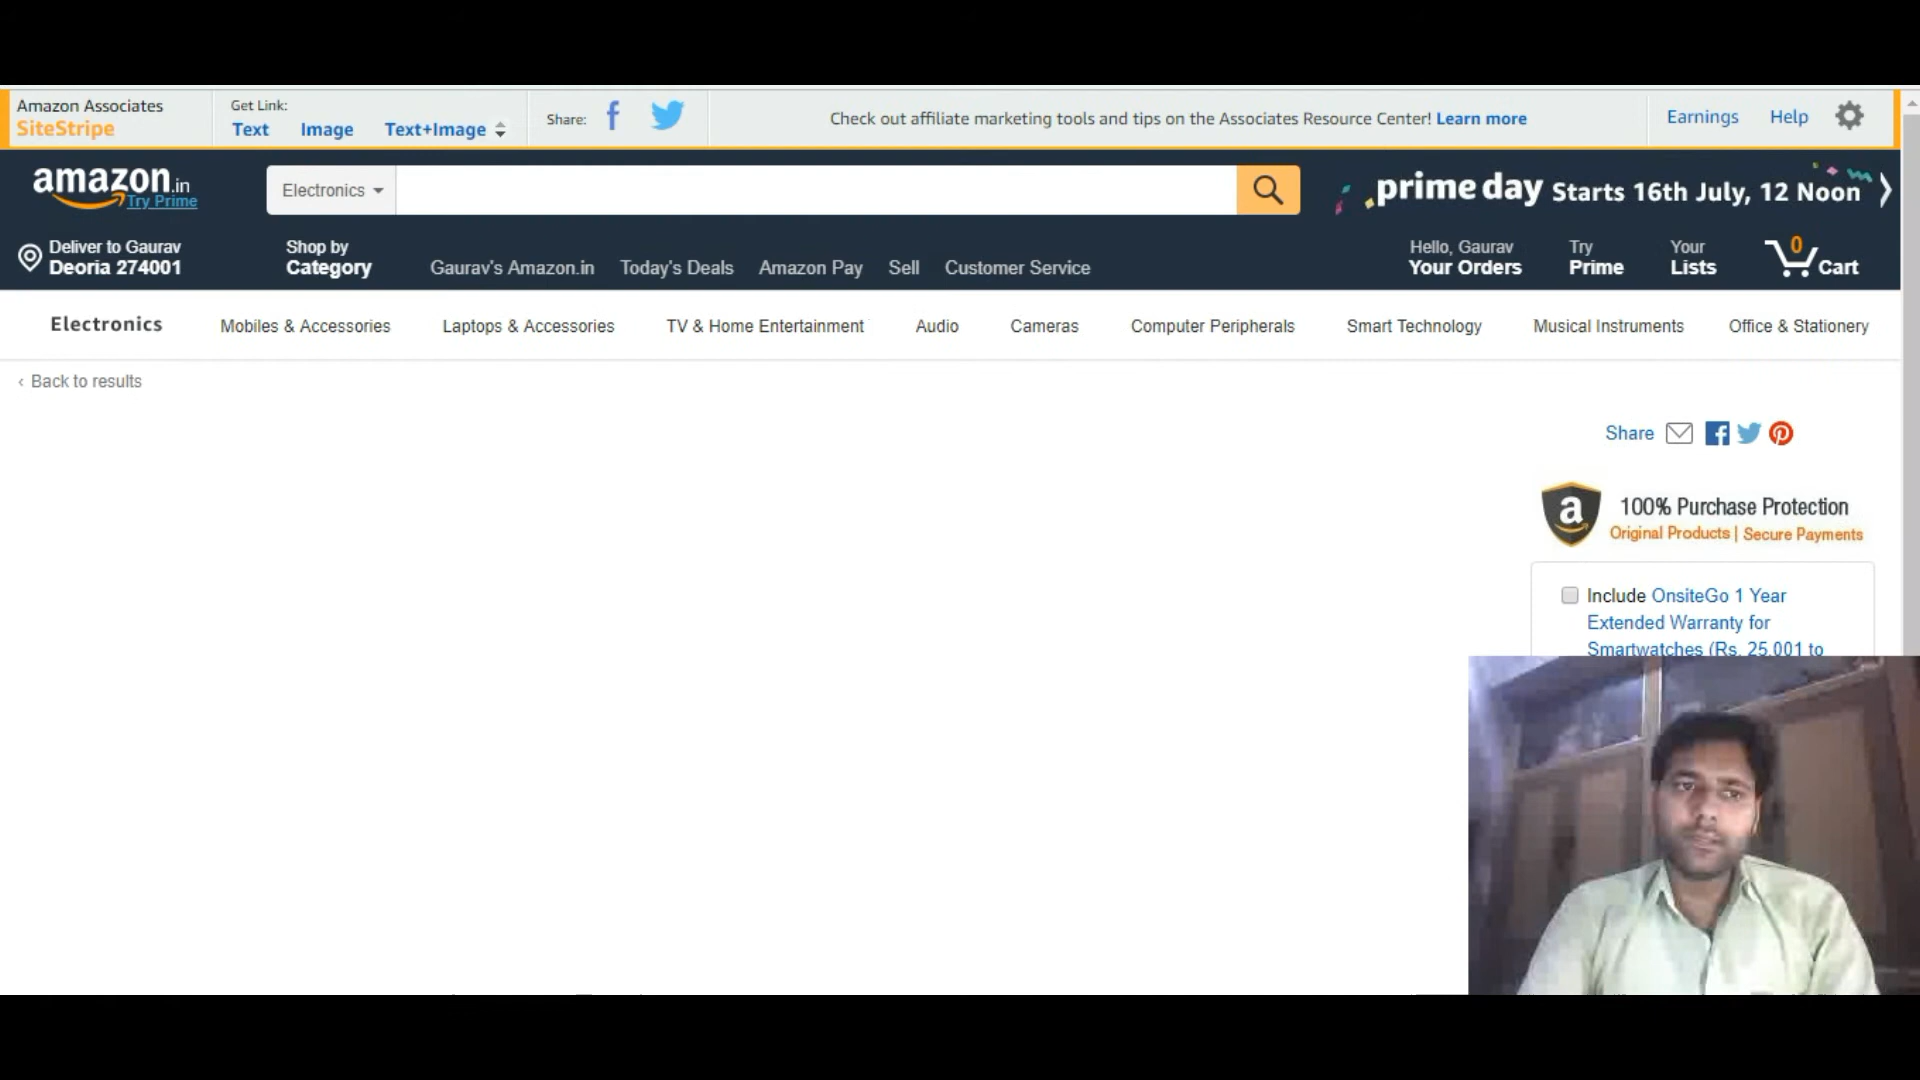 Amazon Associates
SiteStripe
Get Link:
Text Image Text+Image
Share:
Check out affiliate marketing tools and tips on the Associates Resource Center! Learn more
Earnings Help
amazon.in
Try Prime
Electronics
prime day Starts 16th July, 12 Noon
Deliver to Gaurav
Deoria 274001
Shop by
Category
Gaurav's Amazon.in Today's Deals Amazon Pay Sell Customer Service
Hello, Gaurav
Your Orders
Try
Prime
Your
Lists
0
Cart
Electronics Mobiles & Accessories Laptops & Accessories TV & Home Entertainment Audio Cameras Computer Peripherals Smart Technology Musical Instruments Office & Stationery
‹ Back to results
Share
a
100% Purchase Protection
Original Products | Secure Payments
Include OnsiteGo 1 Year
Extended Warranty for
Smartwatches (Rs. 25,001 to